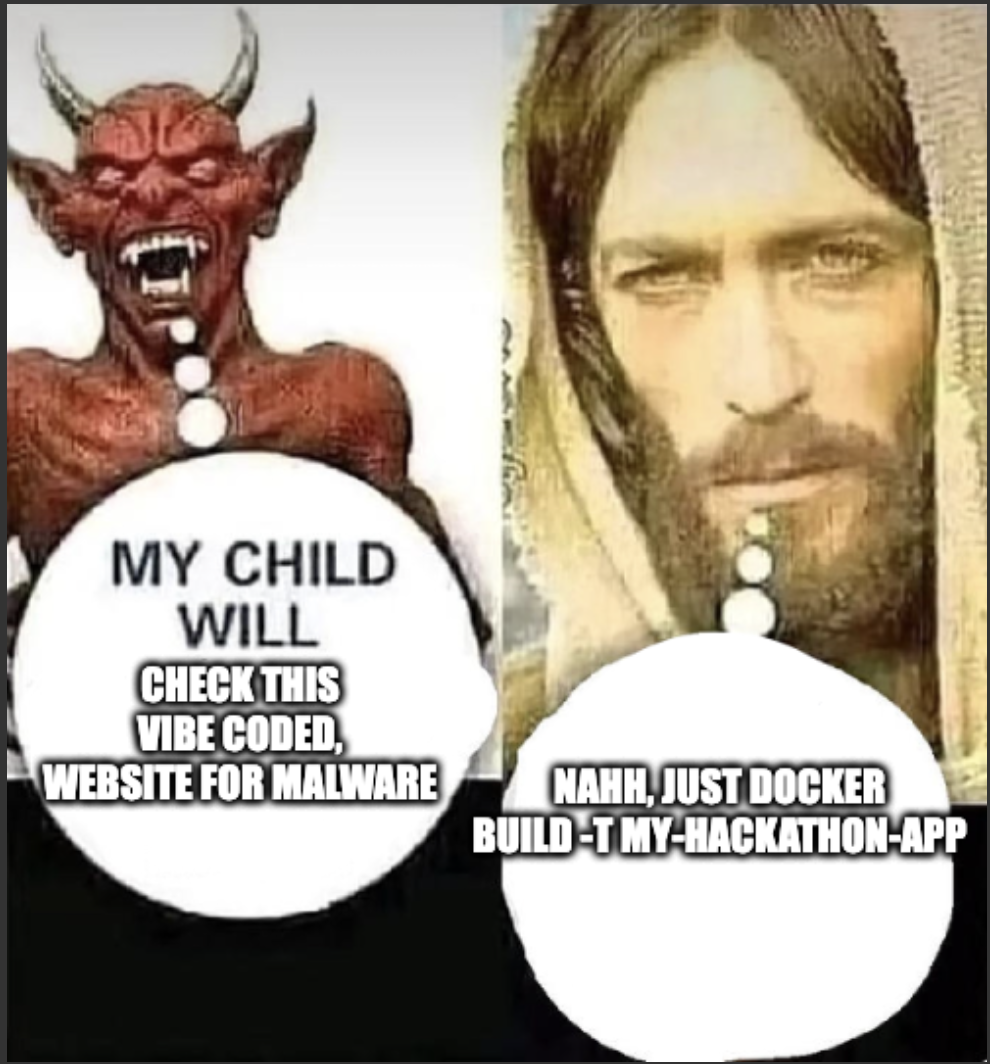 MY CHILD
WILL
CHECK THIS
VIBE CODED,
WEBSITE FOR MALWARE
NAHH, JUST DOCKER
BUILD -T MY-HACKATHON-APP